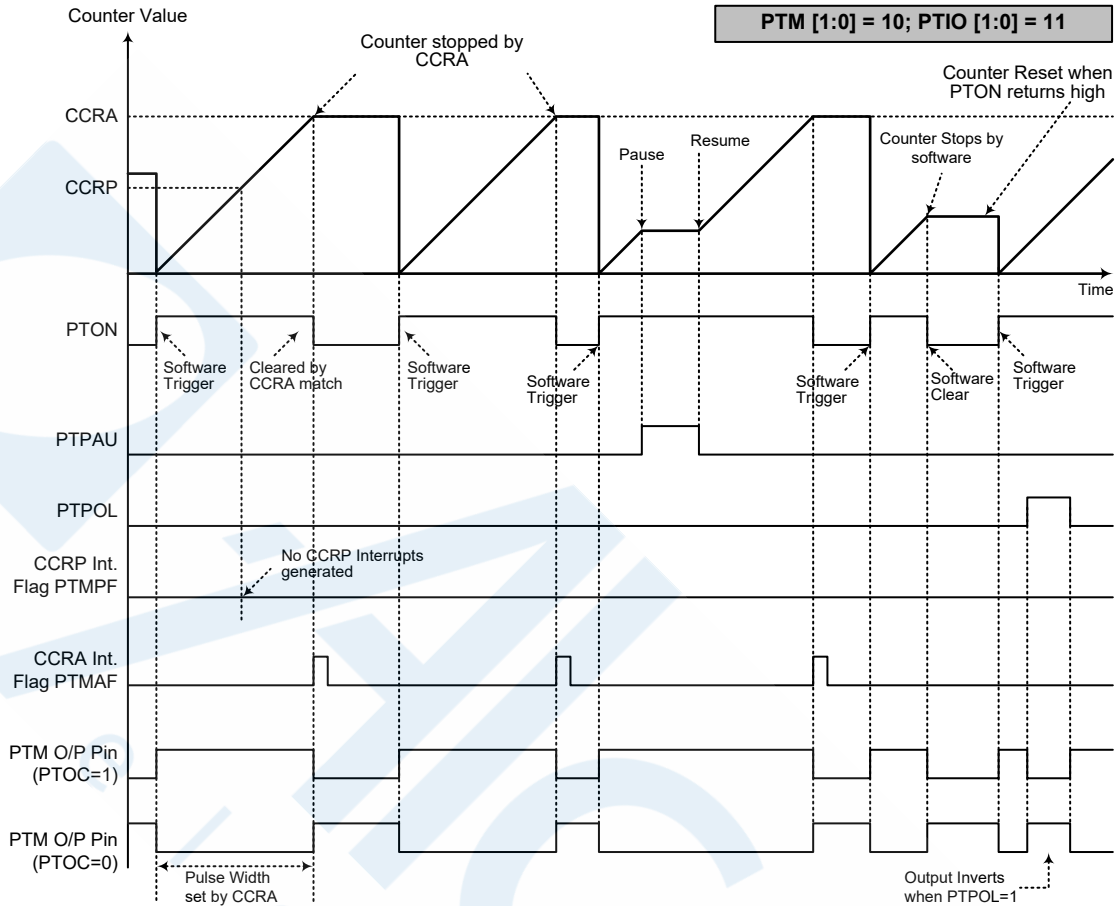 Counter Value
PTM [1:0] = 10; PTIO [1:0] = 11
Counter stopped by
CCRA
Counter Reset when
PTON returns high
CCRA
Pause
Resume
Counter Stops by
software
CCRP
Time
PTON
Software
Trigger
Cleared by
CCRA match
Software
Trigger
Software
Trigger
Software
Trigger
Software
Clear
Software
Trigger
PTPAU
PTPOL
CCRP Int.
Flag PTMPF
No CCRP Interrupts
generated
CCRA Int.
Flag PTMAF
PTM O/P Pin
(PTOC=1)
PTM O/P Pin
(PTOC=0)
Pulse Width
set by CCRA
Output Inverts
when PTPOL=1